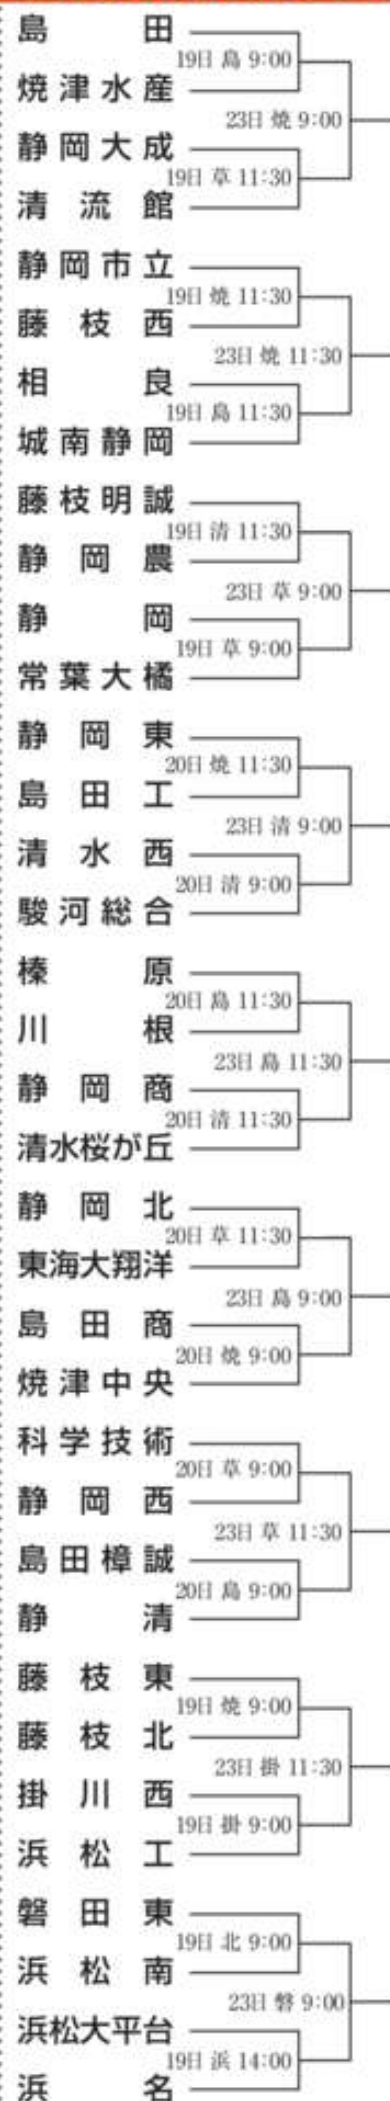 島田
19日 島 9:00
焼津水産
23日 焼 9:00
静岡大成
19日 草 11:30
清流館
静岡市立
19日 焼 11:30
藤枝西
23日 焼 11:30
相良
19日 島 11:30
城南静岡
藤枝明誠
19日 清 11:30
静岡農
23日 草 9:00
静岡
19日 草 9:00
常葉大橘
静岡東
20日 焼 11:30
島田工
23日 清 9:00
清水西
20日 清 9:00
駿河総合
榛原
20日 島 11:30
川根
23日 島 11:30
静岡商
20日 清 11:30
清水桜が丘
静岡北
20日 草 11:30
東海大翔洋
23日 島 9:00
島田商
20日 焼 9:00
焼津中央
科学技術
20日 草 9:00
静岡西
23日 草 11:30
島田樟誠
20日 島 9:00
静清
藤枝東
19日 焼 9:00
藤枝北
23日 掛 11:30
掛川西
19日 掛 9:00
浜松工
磐田東
19日 北 9:00
浜松南
23日 磐 9:00
浜松大平台
19日 浜 14:00
浜名